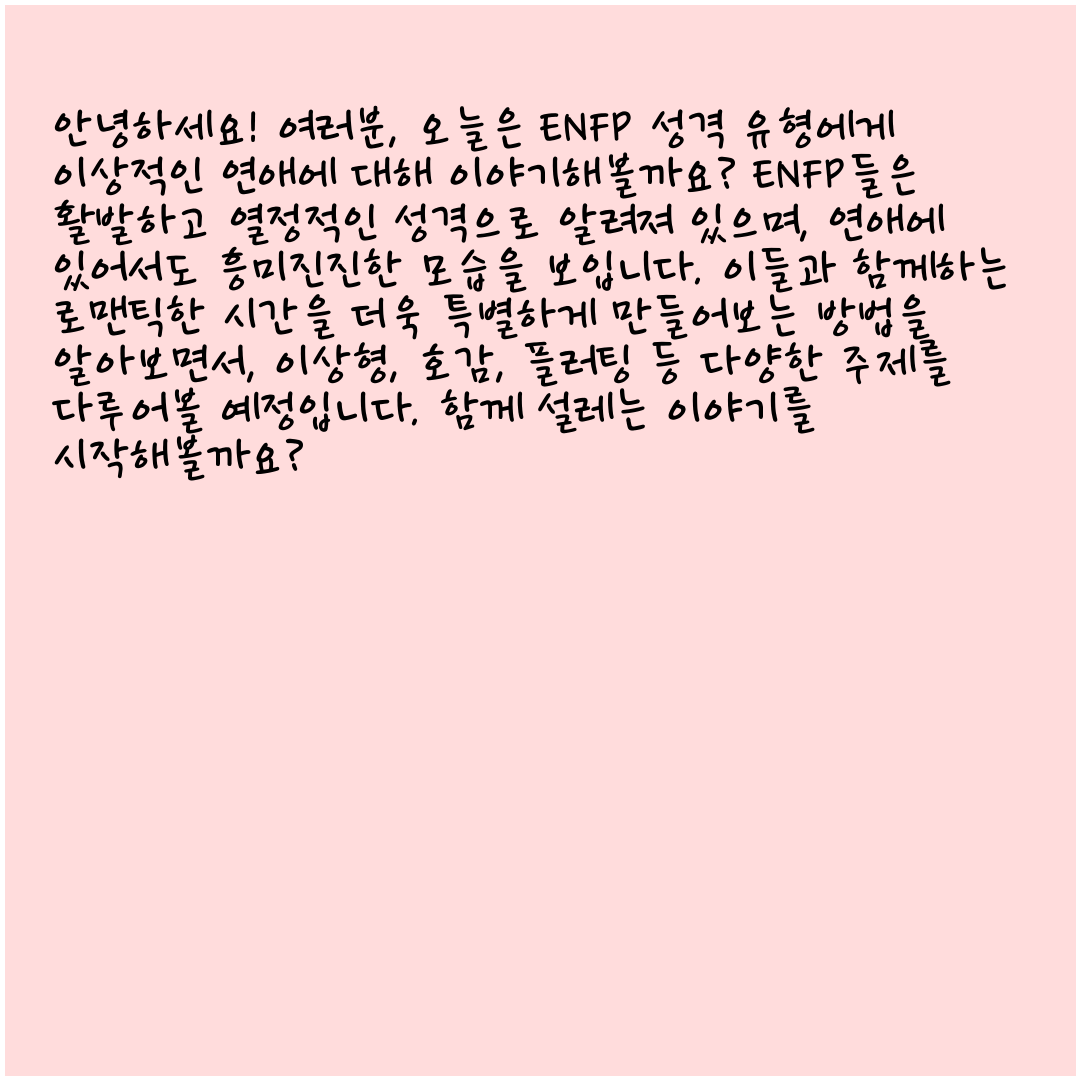 안녕하세요! 여러분, 오늘은 ENFP 성격 유형에게
이상적인 연애에 대해 이야기해볼까요? ENFP들은
활발하고 열정적인 성격으로 알려져 있으며, 연애에
있어서도 흥미진진한 모습을 보입니다. 이들과 함께하는
로맨틱한 시간을 더욱 특별하게 만들어보는 방법을
알아보면서, 이상형, 호감, 플러팅 등 다양한 주제를
다루어볼 예정입니다. 함께 설레는 이야기를
시작해볼까요?